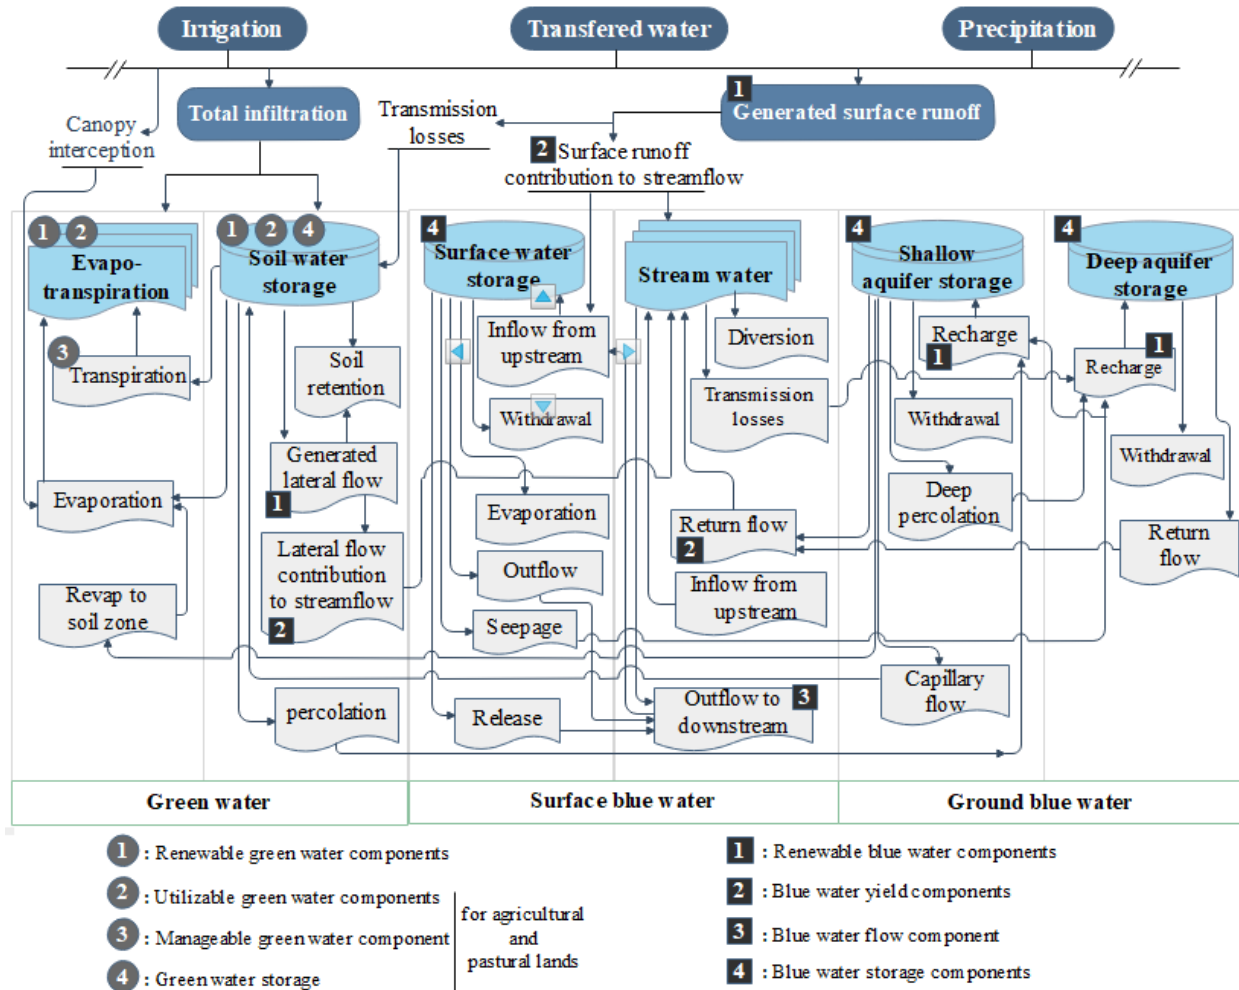 Irrigation
Transfered water
Precipitation
Total infiltration
1
Generated surface runoff
Canopy
interception
Transmission
losses
2
Surface runoff
contribution to streamflow
1 2
Evapo-
transpiration
1 2 4
Soil water
storage
4
Surface water
storage
Stream water
4
Shallow
aquifer storage
4
Deep aquifer
storage
3
Transpiration
Soil
retention
Inflow from
upstream
Diversion
Recharge
1
1
Recharge
Withdrawal
Transmission
losses
Withdrawal
Withdrawal
Evaporation
Generated
lateral flow
1
Evaporation
Return flow
2
Deep
percolation
Return
flow
Revap to
soil zone
Lateral flow
contribution
to streamflow
2
Outflow
Seepage
Inflow from
upstream
Capillary
flow
percolation
Release
Outflow to
downstream
3
Green water
Surface blue water
Ground blue water
1 : Renewable green water components
2 : Utilizable green water components
3 : Manageable green water component
4 : Green water storage
for agricultural
and
pastural lands
1 : Renewable blue water components
2 : Blue water yield components
3 : Blue water flow component
4 : Blue water storage components